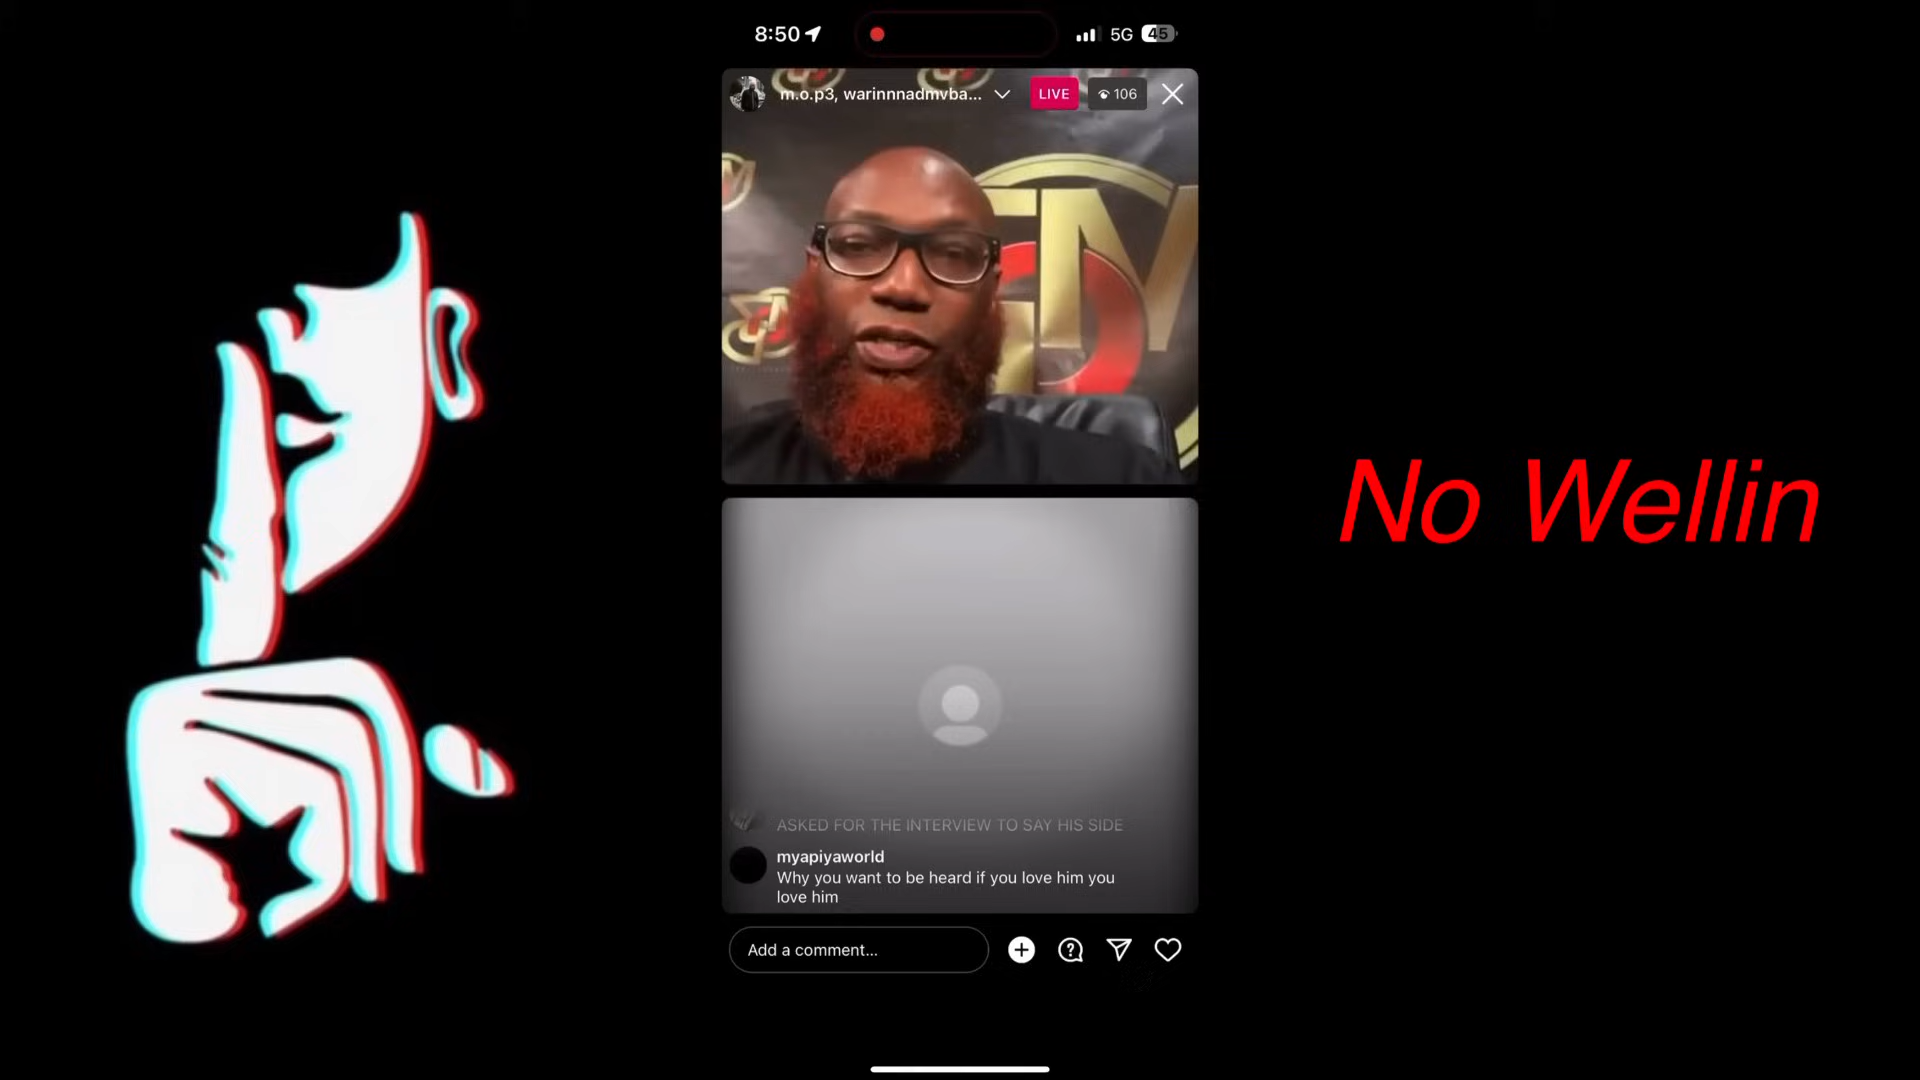 8:50
5G
45
m.o.p3, warinnnadmvba...
LIVE
106
No Wellin
ASKED FOR THE INTERVIEW TO SAY HIS SIDE
myapiyaworld
Why you want to be heard if you love him you
love him
Add a comment...